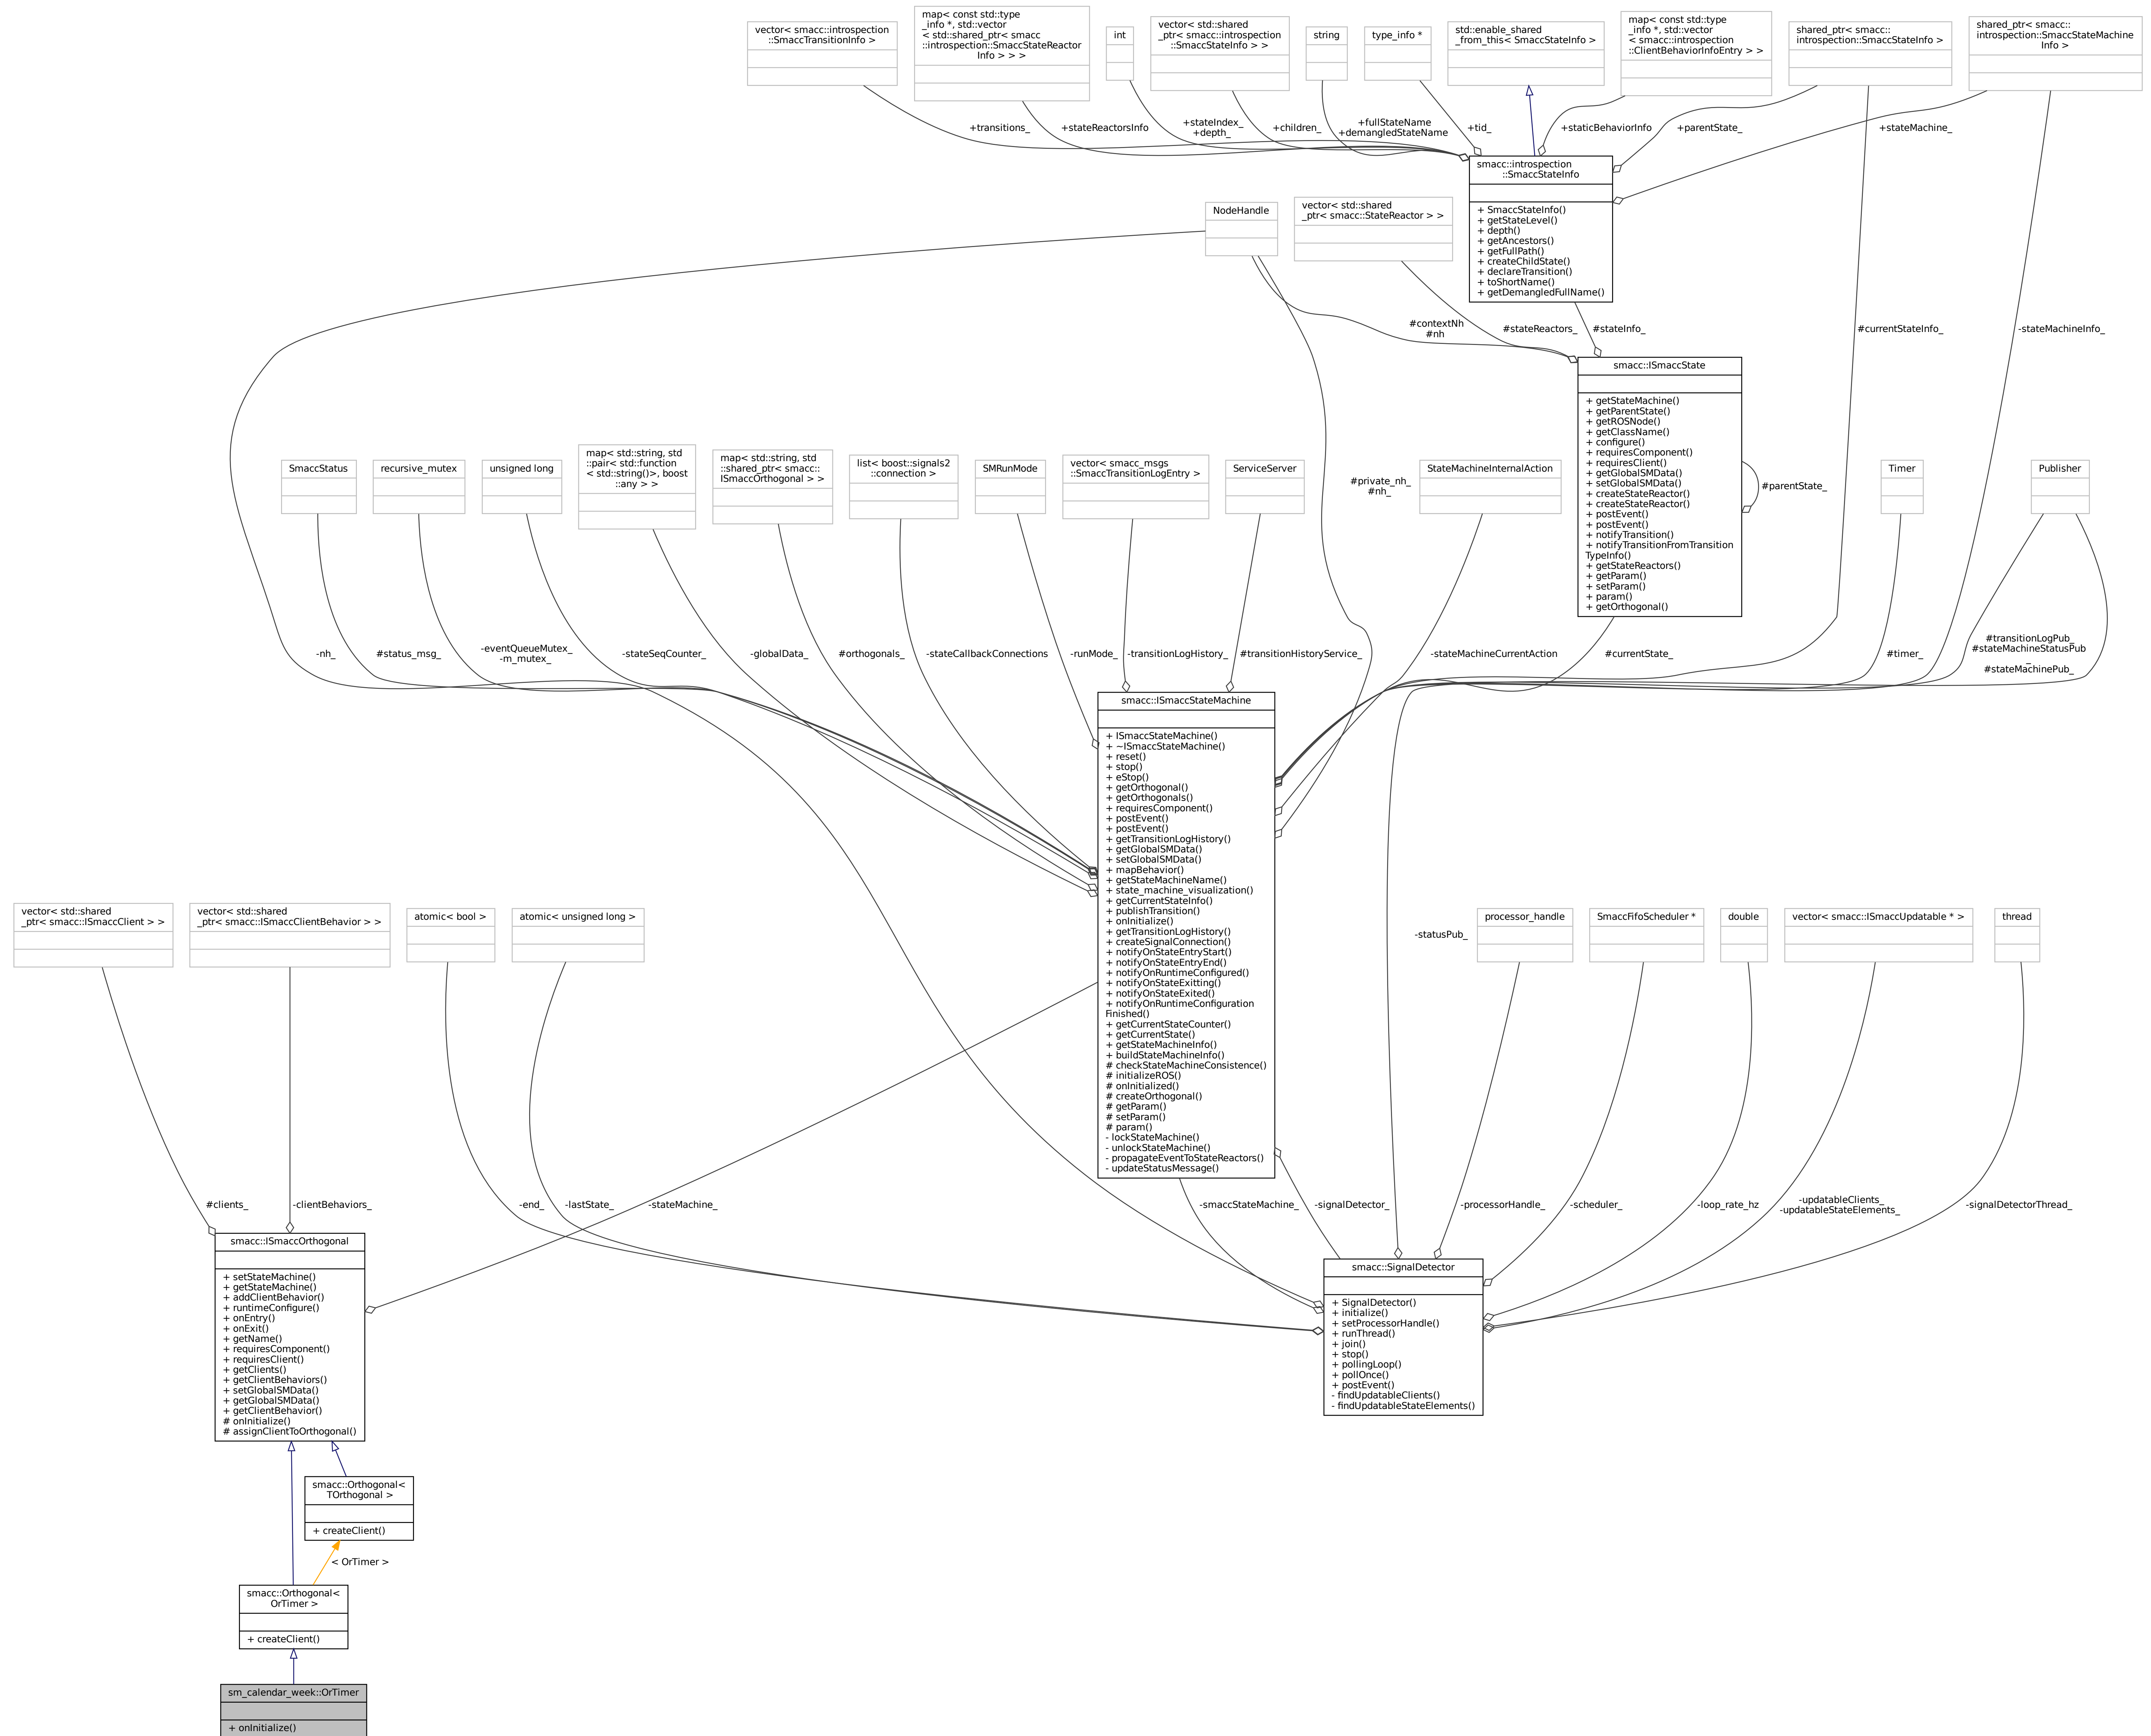 vector< smacc::introspection
::SmaccTransitionInfo >
map< const std::type
_info *, std::vector
< std::shared_ptr< smacc
::introspection::SmaccStateReactor
Info > > >
int
vector< std::shared
_ptr< smacc::introspection
::SmaccStateInfo > >
string
type_info *
std::enable_shared
_from_this< SmaccStateInfo >
map< const std::type
_info *, std::vector
< smacc::introspection
::ClientBehaviorInfoEntry > >
shared_ptr< smacc::
introspection::SmaccStateInfo >
shared_ptr< smacc::
introspection::SmaccStateMachine
Info >
+transitions_
+stateReactorsInfo
+stateIndex_
+depth_
+children_
+fullStateName
+demangledStateName
+tid_
+staticBehaviorInfo
+parentState_
+stateMachine_
smacc::introspection
::SmaccStateInfo
+ SmaccStateInfo()
+ getStateLevel()
+ depth()
+ getAncestors()
+ getFullPath()
+ createChildState()
+ declareTransition()
+ toShortName()
+ getDemangledFullName()
NodeHandle
vector< std::shared
_ptr< smacc::StateReactor > >
#contextNh
#nh
#stateReactors_
#stateInfo_
#currentStateInfo_
-stateMachineInfo_
smacc::ISmaccState
+ getStateMachine()
+ getParentState()
+ getROSNode()
+ getClassName()
+ configure()
+ requiresComponent()
+ requiresClient()
+ getGlobalSMData()
+ setGlobalSMData()
+ createStateReactor()
+ createStateReactor()
+ postEvent()
+ postEvent()
+ notifyTransition()
+ notifyTransitionFromTransition
TypeInfo()
+ getStateReactors()
+ getParam()
+ setParam()
+ param()
+ getOrthogonal()
#parentState_
SmaccStatus
recursive_mutex
unsigned long
map< std::string, std
::pair< std::function
< std::string()>, boost
::any > >
map< std::string, std
::shared_ptr< smacc::
ISmaccOrthogonal > >
list< boost::signals2
::connection >
SMRunMode
vector< smacc_msgs
::SmaccTransitionLogEntry >
ServiceServer
#private_nh_
#nh_
StateMachineInternalAction
Timer
Publisher
-nh_
#status_msg_
-eventQueueMutex_
-m_mutex_
-stateSeqCounter_
-globalData_
#orthogonals_
-stateCallbackConnections
-runMode_
-transitionLogHistory_
#transitionHistoryService_
-stateMachineCurrentAction
#currentState_
#timer_
#transitionLogPub_
#stateMachineStatusPub
_
#stateMachinePub_
smacc::ISmaccStateMachine
+ ISmaccStateMachine()
+ ~ISmaccStateMachine()
+ reset()
+ stop()
+ eStop()
+ getOrthogonal()
+ getOrthogonals()
+ requiresComponent()
+ postEvent()
+ postEvent()
+ getTransitionLogHistory()
+ getGlobalSMData()
+ setGlobalSMData()
+ mapBehavior()
+ getStateMachineName()
+ state_machine_visualization()
+ getCurrentStateInfo()
+ publishTransition()
+ onInitialize()
+ getTransitionLogHistory()
+ createSignalConnection()
+ notifyOnStateEntryStart()
+ notifyOnStateEntryEnd()
+ notifyOnRuntimeConfigured()
+ notifyOnStateExitting()
+ notifyOnStateExited()
+ notifyOnRuntimeConfiguration
Finished()
+ getCurrentStateCounter()
+ getCurrentState()
+ getStateMachineInfo()
+ buildStateMachineInfo()
# checkStateMachineConsistence()
# initializeROS()
# onInitialized()
# createOrthogonal()
# getParam()
# setParam()
# param()
- lockStateMachine()
- unlockStateMachine()
- propagateEventToStateReactors()
- updateStatusMessage()
vector< std::shared
_ptr< smacc::ISmaccClient > >
vector< std::shared
_ptr< smacc::ISmaccClientBehavior > >
atomic< bool >
atomic< unsigned long >
-statusPub_
processor_handle
SmaccFifoScheduler *
double
vector< smacc::ISmaccUpdatable * >
thread
#clients_
-clientBehaviors_
-end_
-lastState_
-stateMachine_
-smaccStateMachine_
-signalDetector_
-processorHandle_
-scheduler_
-loop_rate_hz
-updatableClients_
-updatableStateElements_
-signalDetectorThread_
smacc::ISmaccOrthogonal
+ setStateMachine()
+ getStateMachine()
+ addClientBehavior()
+ runtimeConfigure()
+ onEntry()
+ onExit()
+ getName()
+ requiresComponent()
+ requiresClient()
+ getClients()
+ getClientBehaviors()
+ setGlobalSMData()
+ getGlobalSMData()
+ getClientBehavior()
# onInitialize()
# assignClientToOrthogonal()
smacc::SignalDetector
+ SignalDetector()
+ initialize()
+ setProcessorHandle()
+ runThread()
+ join()
+ stop()
+ pollingLoop()
+ pollOnce()
+ postEvent()
- findUpdatableClients()
- findUpdatableStateElements()
smacc::Orthogonal<
TOrthogonal >
+ createClient()
< OrTimer >
smacc::Orthogonal<
OrTimer >
+ createClient()
sm_calendar_week::OrTimer
+ onInitialize()